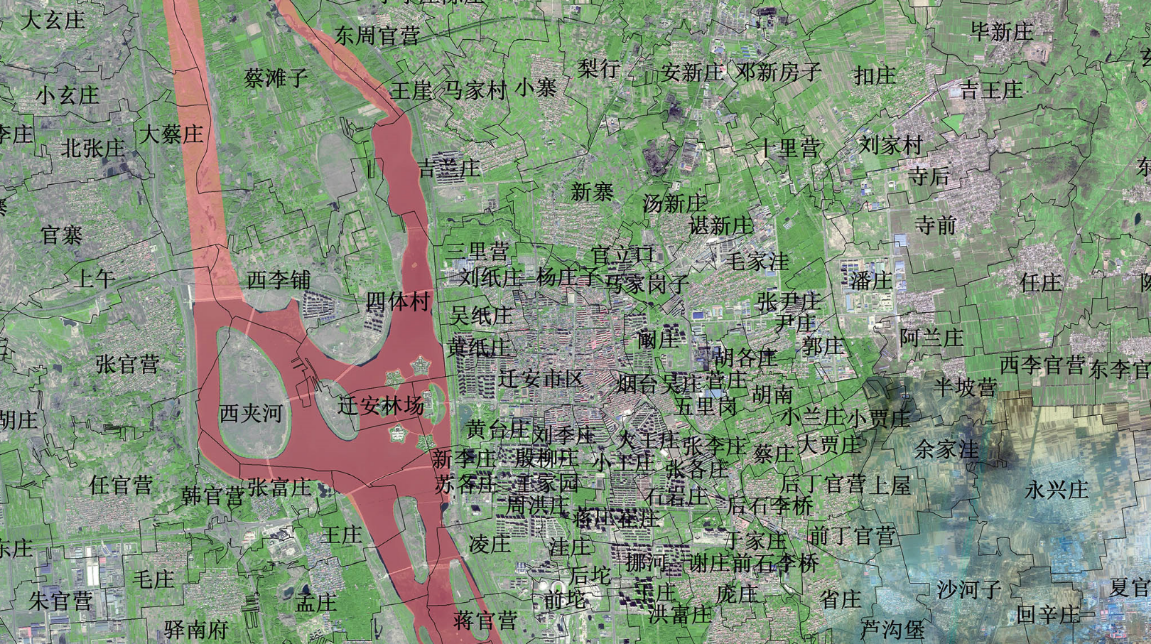 大玄庄
东周官营
毕新庄
蔡滩子
梨行
安新庄
邓新房子
扣庄
小玄庄
王崖
马家村
小寨
吉王庄
李庄
北张庄
大蔡庄
十里营
刘家村
吉兰庄
寺后
新寨
汤新庄
谌新庄
寺前
官寨
三里营
官立口
毛家洼
上午
西李铺
刘纸庄
杨庄子
马家岗子
潘庄
任庄
四体村
吴纸庄
张尹庄
尹庄
黄纸庄
阚庄
胡各庄
郭庄
阿兰庄
张官营
西李官营
东李官
迁安市区
烟台吴庄
官庄
胡南
半坡营
西夹河
迁安林场
五里岗
小兰庄
小贾庄
胡庄
黄台庄
刘季庄
大王庄
张李庄
大贾庄
余家洼
新李庄
殷柳庄
小王庄
张各庄
蔡庄
任官营
韩官营
张富庄
苏各庄
王家园
石石庄
后丁官营
上屋
永兴庄
周洪庄
后石李桥
王庄
于家庄
前丁官营
东庄
凌庄
洼庄
挪河
谢庄
前石李桥
毛庄
后坨
沙河子
夏官
朱官营
孟庄
前坨
王庄
庞庄
省庄
驿南府
蒋官营
洪富庄
芦沟堡
回辛庄